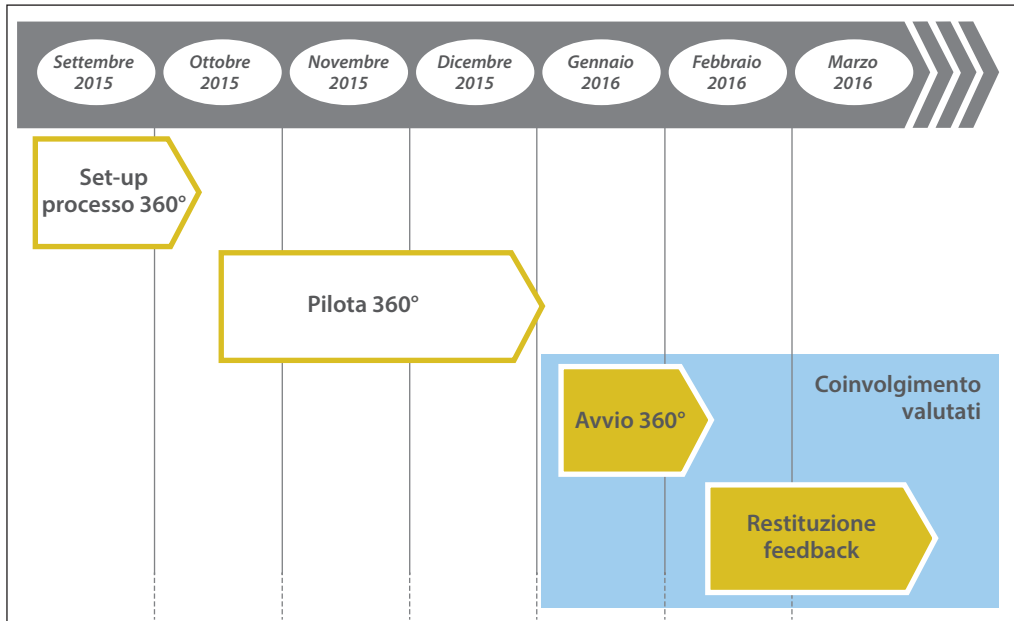 Settembre
2015
Ottobre
2015
Novembre
2015
Dicembre
2015
Gennaio
2016
Febbraio
2016
Marzo
2016
Set-up
processo 360°
Pilota 360°
Coinvolgimento
valutati
Avvio 360°
Restituzione
feedback